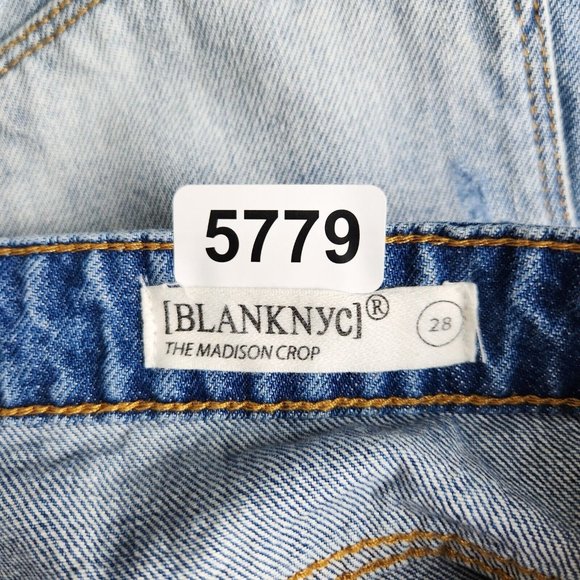 5779
[BLANKNYC]®
28
THE MADISON CROP